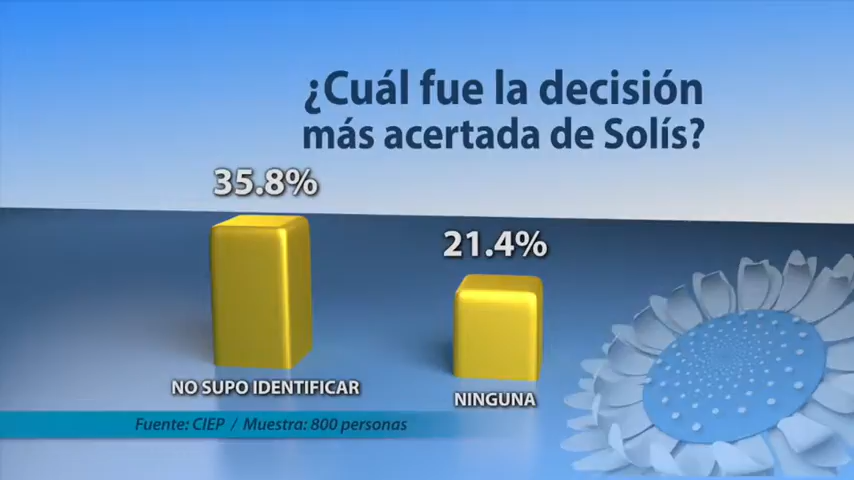 ¿Cuál fue la decisión
más acertada de Solís?
35.8%
21.4%
NO SUPO IDENTIFICAR
NINGUNA
Fuente: CIEP / Muestra: 800 personas